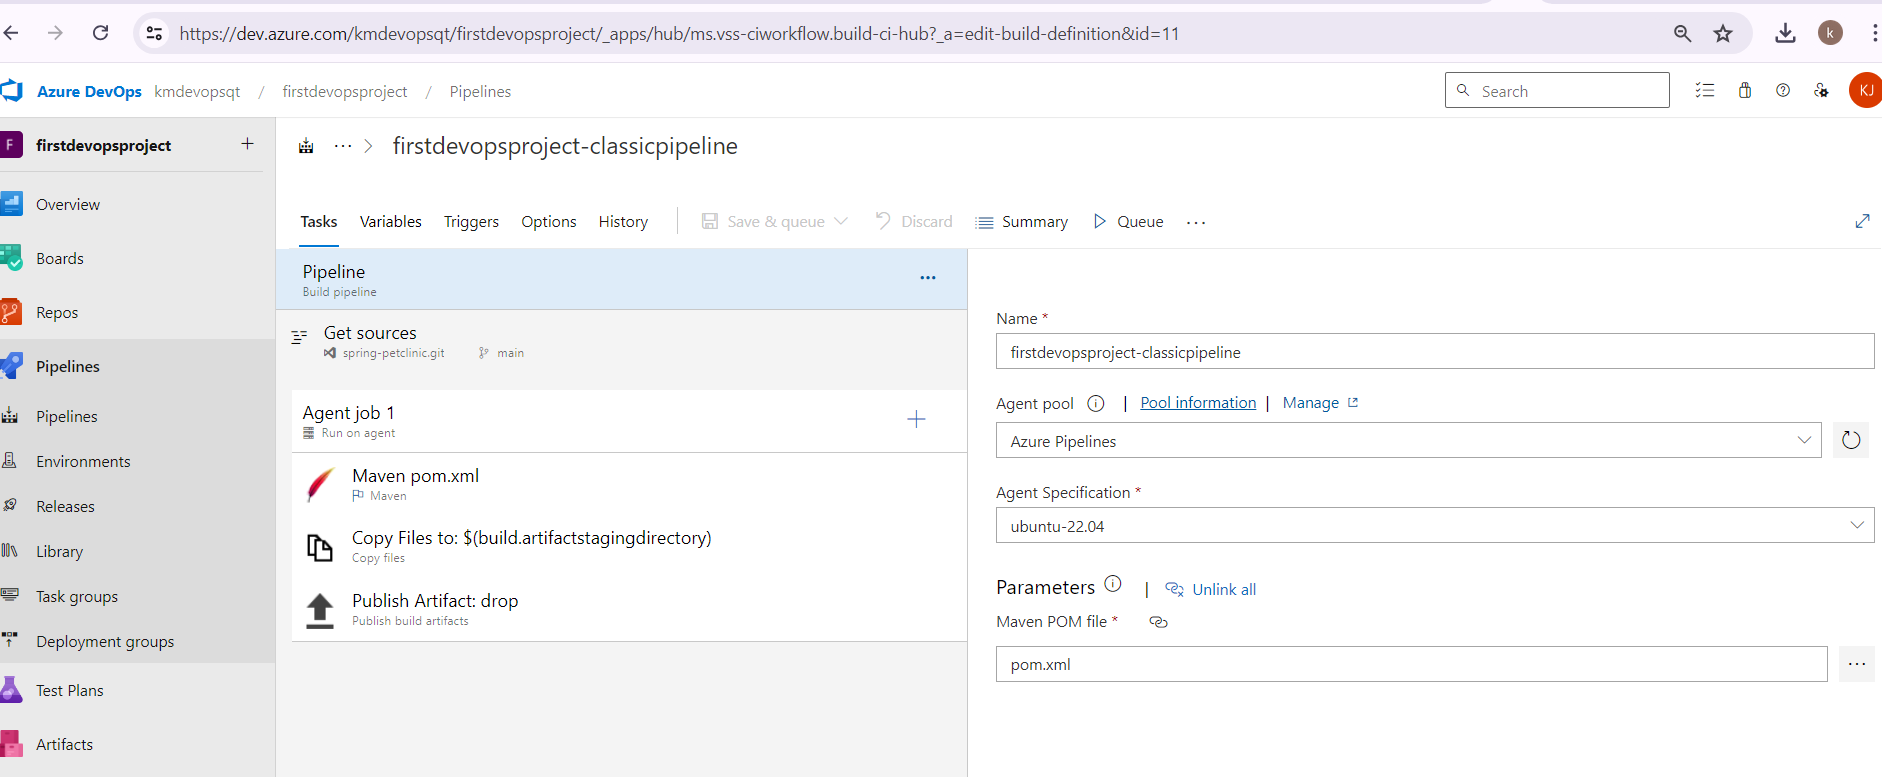 https://dev.azure.com/kmdevopsqt/firstdevopsproject/_apps/hub/ms.vss-ciworkflow.build-ci-hub?_a=edit-build-definition&id=11
k
Azure DevOps kmdevopsqt / firstdevopsproject / Pipelines
Search
KJ
F firstdevopsproject +
Overview
Boards
Repos
Pipelines
Pipelines
Environments
Releases
Library
Task groups
Deployment groups
Test Plans
Artifacts
... > firstdevopsproject-classicpipeline
Tasks Variables Triggers Options History | Save & queue Discard Summary Queue ...
Pipeline ...
Build pipeline
Get sources
spring-petclinic.git main
Agent job 1
Run on agent
Maven pom.xml
Maven
Copy Files to: $(build.artifactstagingdirectory)
Copy files
Publish Artifact: drop
Publish build artifacts
Name *
firstdevopsproject-classicpipeline
Agent pool | Pool information | Manage
Azure Pipelines
Agent Specification *
ubuntu-22.04
Parameters | Unlink all
Maven POM file *
pom.xml ...